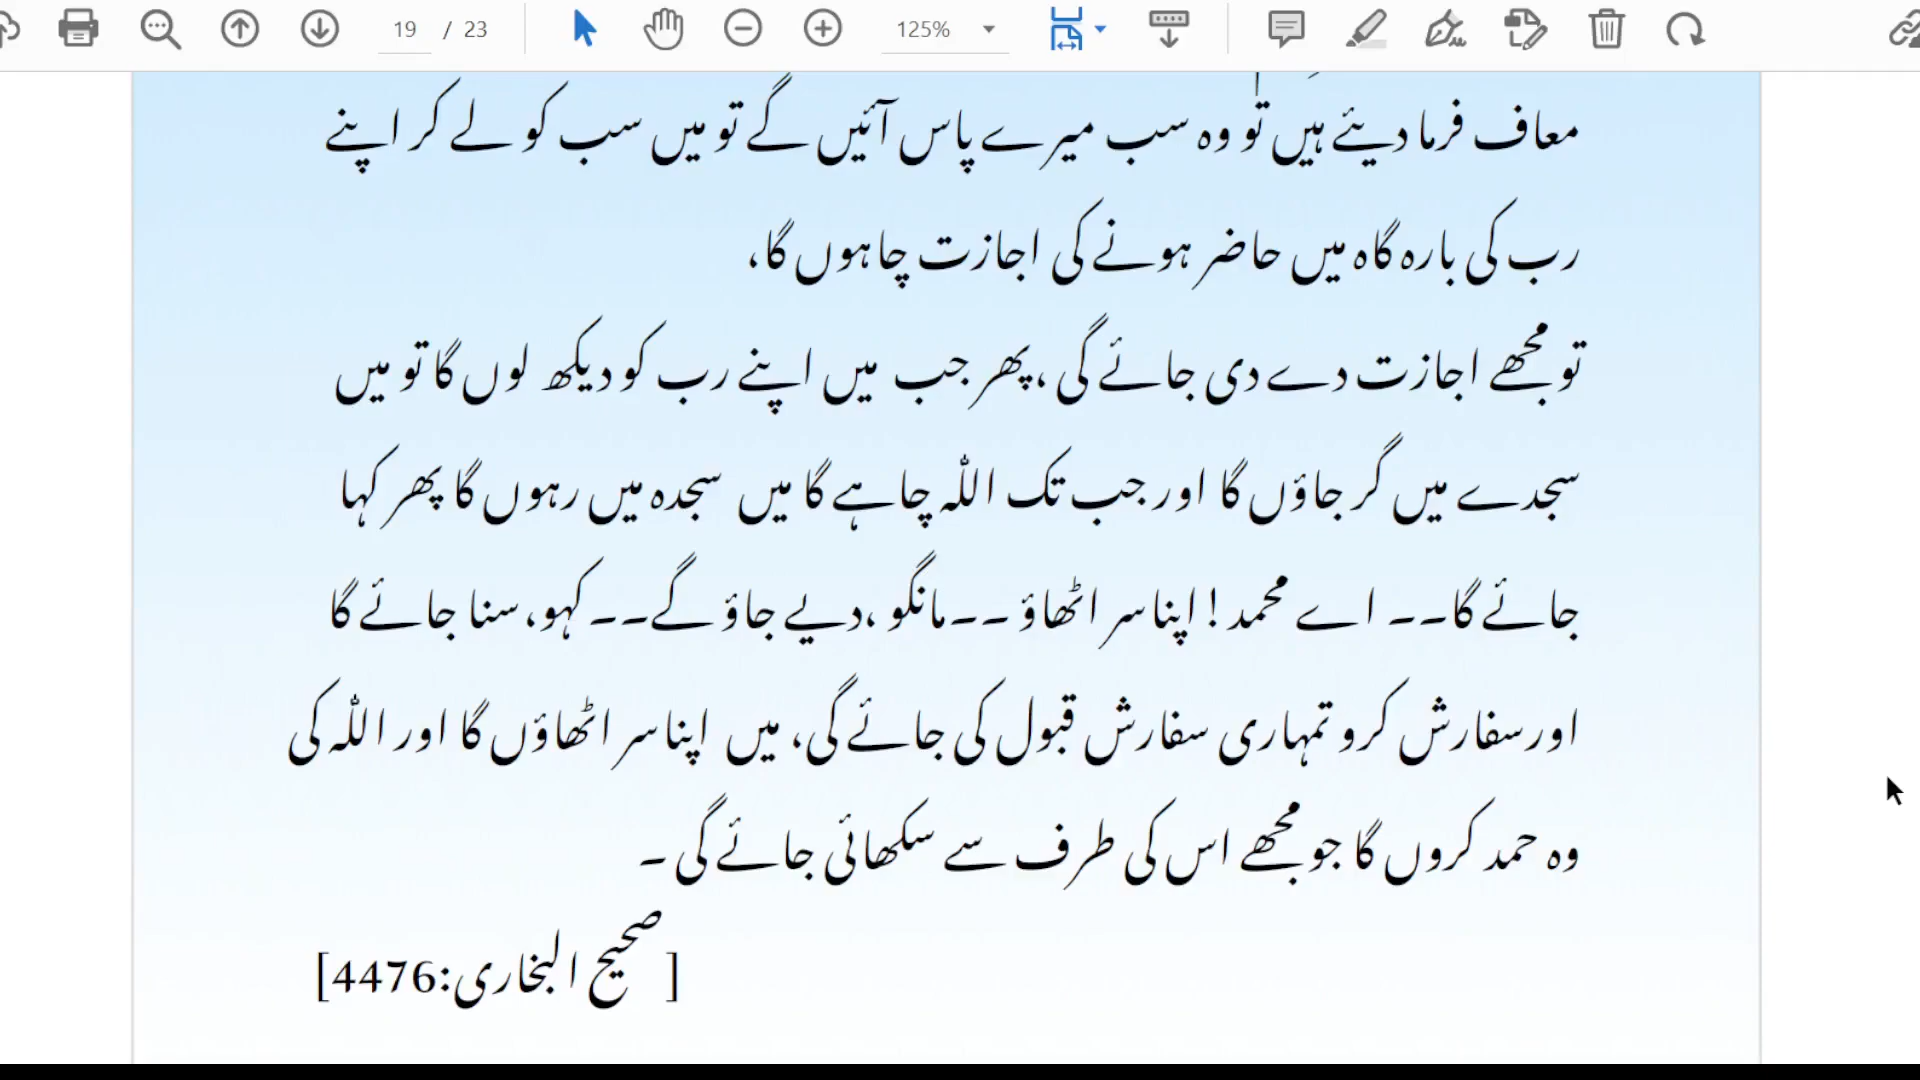 19 / 23
125%
معاف فرما دیئے ہیں تو وہ سب میرے پاس آئیں گے تو میں سب کو لے کر اپنے
رب کی بارہ گاہ میں حاضر ہونے کی اجازت چاہوں گا،
تو مجھے اجازت دے دی جائے گی ،پھر جب میں اپنے رب کو دیکھ لوں گا تو میں
سجدے میں گر جاؤں گا اور جب تک اللہ چاہے گا میں سجدہ میں رہوں گا پھر کہا
جائے گا۔۔ اے محمد! اپنا سر اٹھاؤ ۔۔مانگو ،دیے جاؤ گے۔۔کہو، سنا جائے گا
اور سفارش کرو تمہاری سفارش قبول کی جائے گی، میں اپنا سر اٹھاؤں گا اور اللہ کی
وہ حمد کروں گا جو مجھے اس کی طرف سے سکھائی جائے گی ۔
[صحیح البخاری:4476]